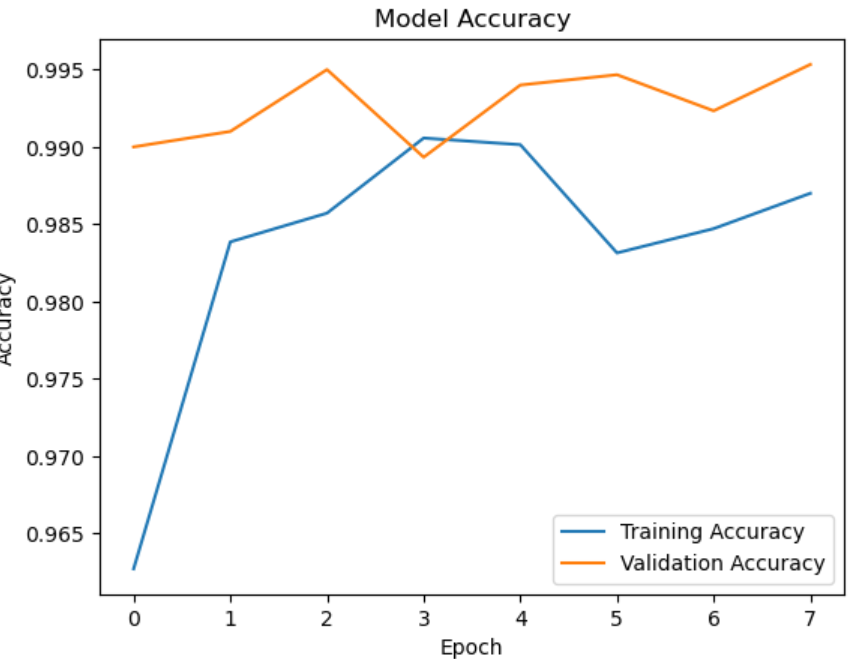 Model Accuracy
Accuracy
0.995
0.990
0.985
0.980
0.975
0.970
0.965
Training Accuracy
Validation Accuracy
0 1 2 3 4 5 6 7
Epoch